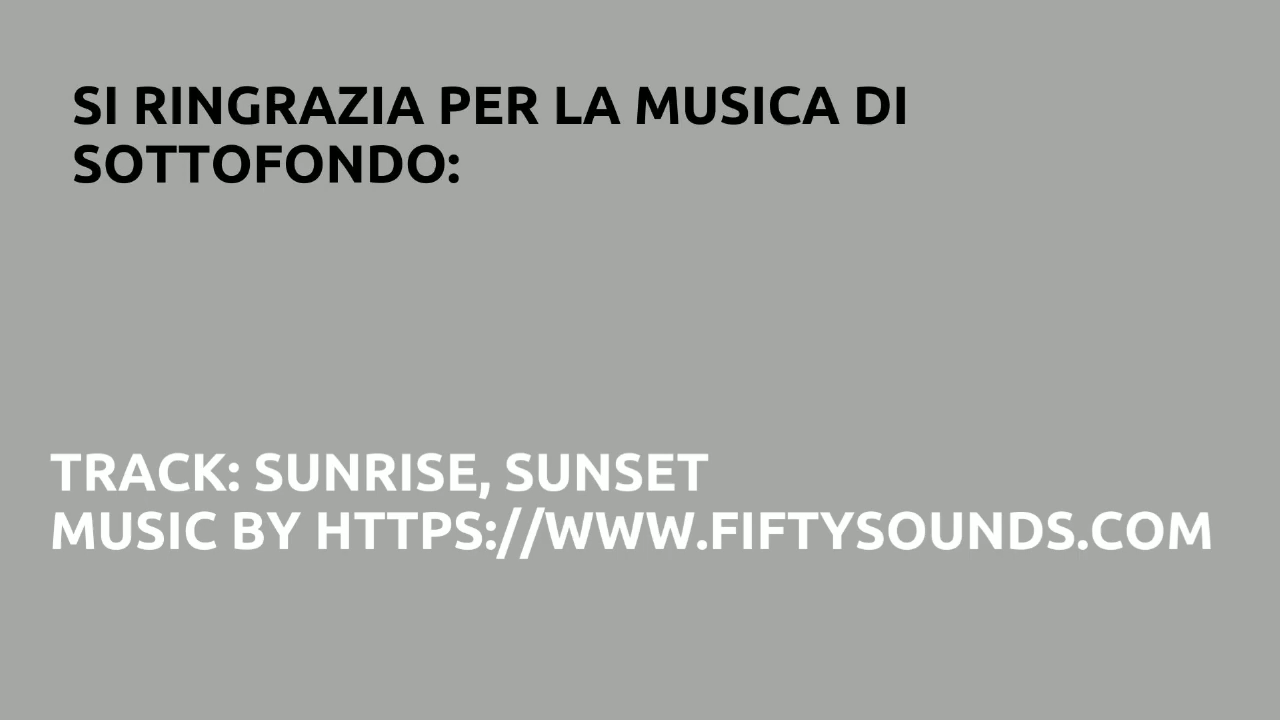 SI RINGRAZIA PER LA MUSICA DI
SOTTOFONDO:
TRACK: SUNRISE, SUNSET
MUSIC BY HTTPS://WWW.FIFTYSOUNDS.COM